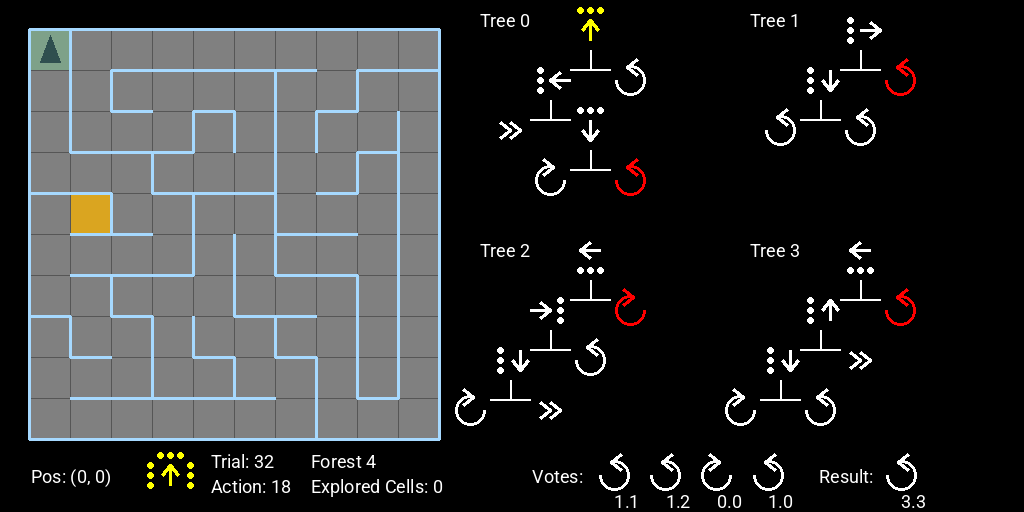 Tree 0
Tree 1
Tree 2
Tree 3
Pos: (0, 0)
Trial: 32
Forest 4
Action: 18
Explored Cells: 0
Votes:
1.1
1.2
0.0
1.0
Result:
3.3